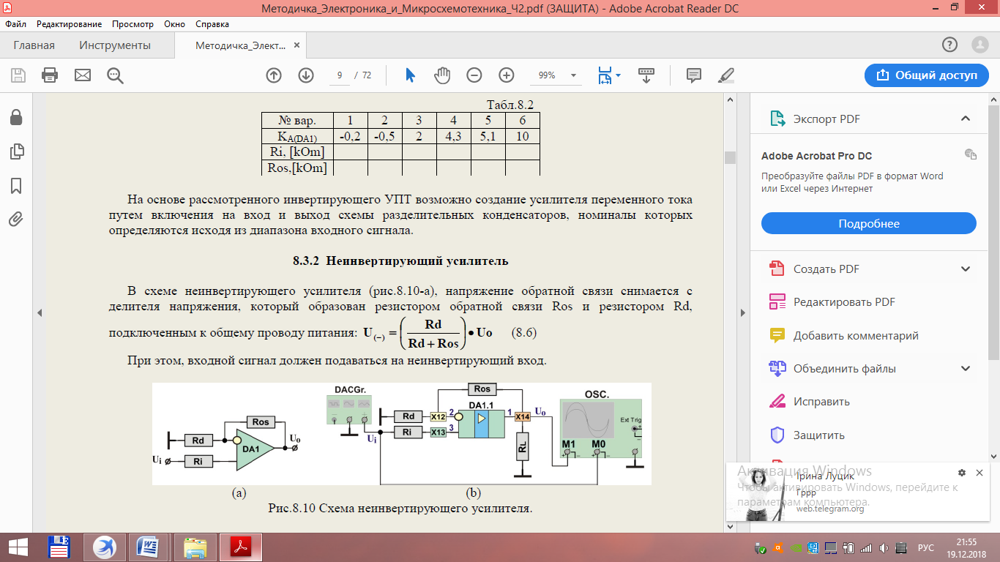 Методичка_Электроника_и_Микросхемотехника_Ч2.pdf (ЗАЩИТА) - Adobe Acrobat Reader DC
Файл Редактирование Просмотр Окно Справка
Главная Инструменты Методичка_Элект... ×
9 / 72 99% Общий доступ
Табл.8.2
№ вар. 1 2 3 4 5 6
KA(DA1) -0,2 -0,5 2 4,3 5,1 10
Ri, [kOm]
Ros,[kOm]
На основе рассмотренного инвертирующего УПТ возможно создание усилителя переменного тока
путем включения на вход и выход схемы разделительных конденсаторов, номиналы которых
определяются исходя из диапазона входного сигнала.
8.3.2 Неинвертирующий усилитель
В схеме неинвертирующего усилителя (рис.8.10-а), напряжение обратной связи снимается с
делителя напряжения, который образован резистором обратной связи Ros и резистором Rd,
подключенным к общему проводу питания: U(−) = (Rd / (Rd + Ros)) • Uo (8.6)
При этом, входной сигнал должен подаваться на неинвертирующий вход.
Ros
Rd
DA1
Uo
Ui
Ri
(a)
DACGr.
Ros
OSC.
DA1.1
Rd X12 2 1 X14 Uo
Ext Trig
Ui Ri X13 3
RL
M1 M0
(b)
Рис.8.10 Схема неинвертирующего усилителя.
Экспорт PDF
Adobe Acrobat Pro DC
Преобразуйте файлы PDF в формат Word
или Excel через Интернет
Подробнее
Создать PDF
Редактировать PDF
Добавить комментарий
Объединить файлы
Исправить
Защитить
Активация Windows
Чтобы активировать Windows, перейдите к
параметрам компьютера.
Ірина Луцик
Гррр
web.telegram.org
РУС
21:55
19.12.2018